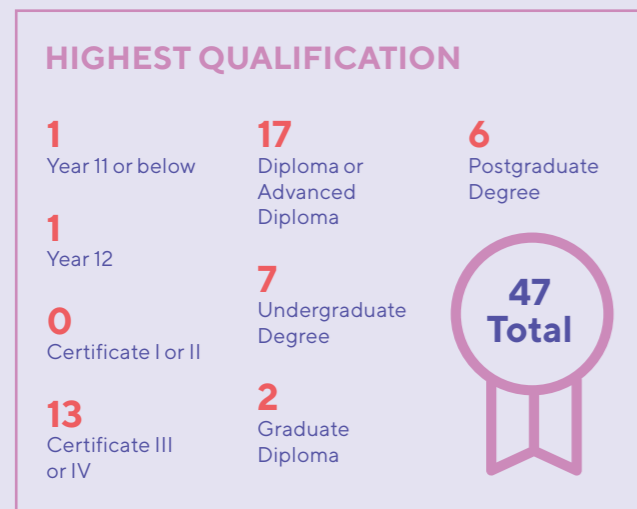 HIGHEST QUALIFICATION
1
Year 11 or below
1
Year 12
0
Certificate I or II
13
Certificate III
or IV
17
Diploma or
Advanced
Diploma
7
Undergraduate
Degree
2
Graduate
Diploma
6
Postgraduate
Degree
47
Total